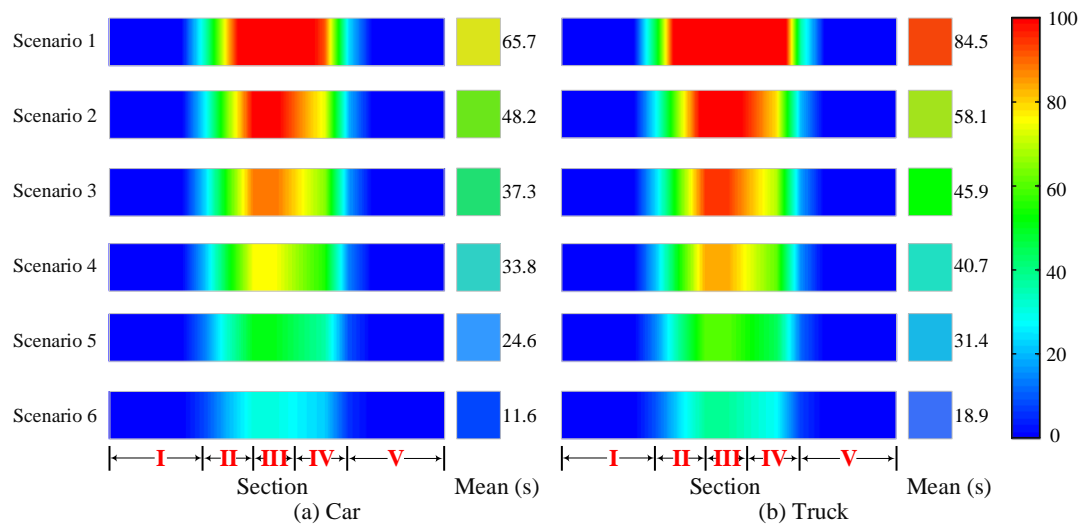 100
Scenario 1
65.7
84.5
80
Scenario 2
48.2
58.1
60
Scenario 3
37.3
45.9
40
Scenario 4
33.8
40.7
20
Scenario 5
24.6
31.4
Scenario 6
11.6
18.9
0
I II III IV V
I II III IV V
Section
Mean (s)
Section
Mean (s)
(a) Car
(b) Truck